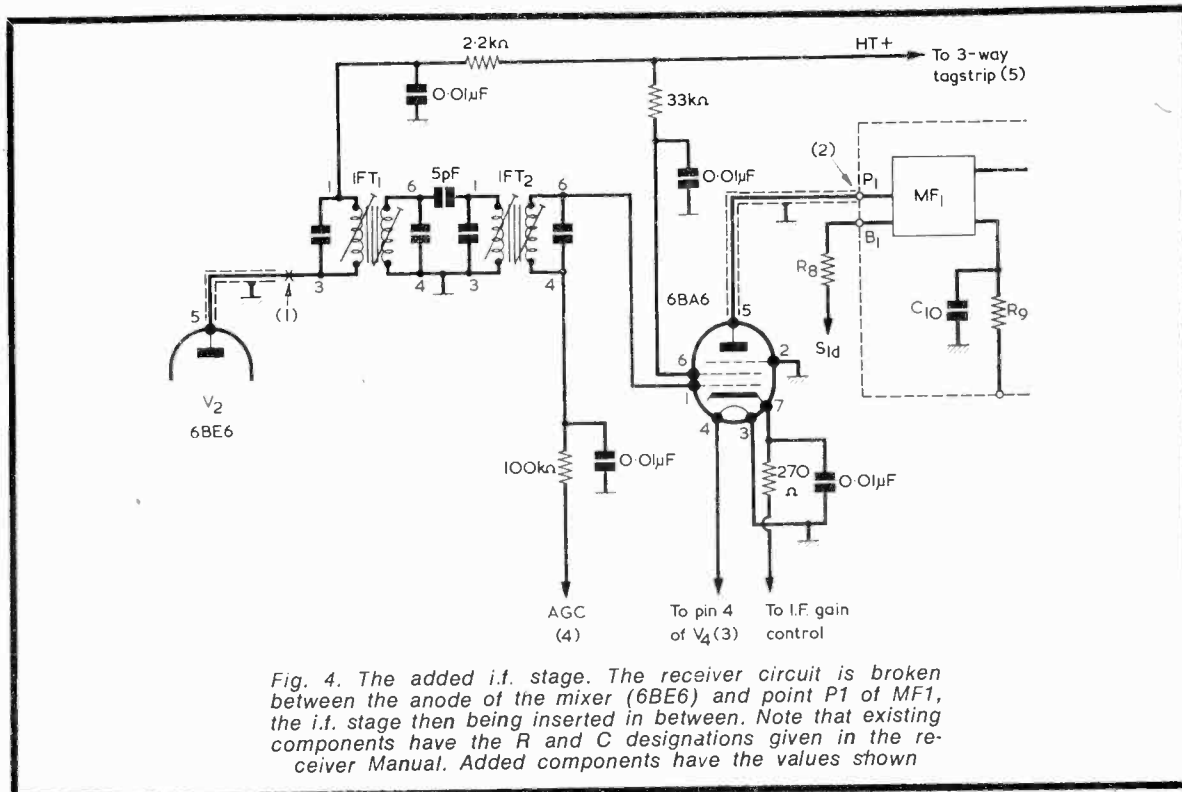 2·2kΩ
HT+
To 3-way
tagstrip (5)
0·01µF
33kΩ
(2)
1
IFT1
6
5pF
1
IFT2
6
0·01µF
P1
MF1
B1
R8
6BA6
3
4
3
4
(1)
5
5
C10
R9
S1d
6
2
1
7
V2
6BE6
4
3
100kΩ
0·01µF
270
Ω
0·01µF
AGC
(4)
To pin 4
of V4(3)
To I.F. gain
control
Fig. 4. The added i.f. stage. The receiver circuit is broken
between the anode of the mixer (6BE6) and point P1 of MF1,
the i.f. stage then being inserted in between. Note that existing
components have the R and C designations given in the re-
ceiver Manual. Added components have the values shown